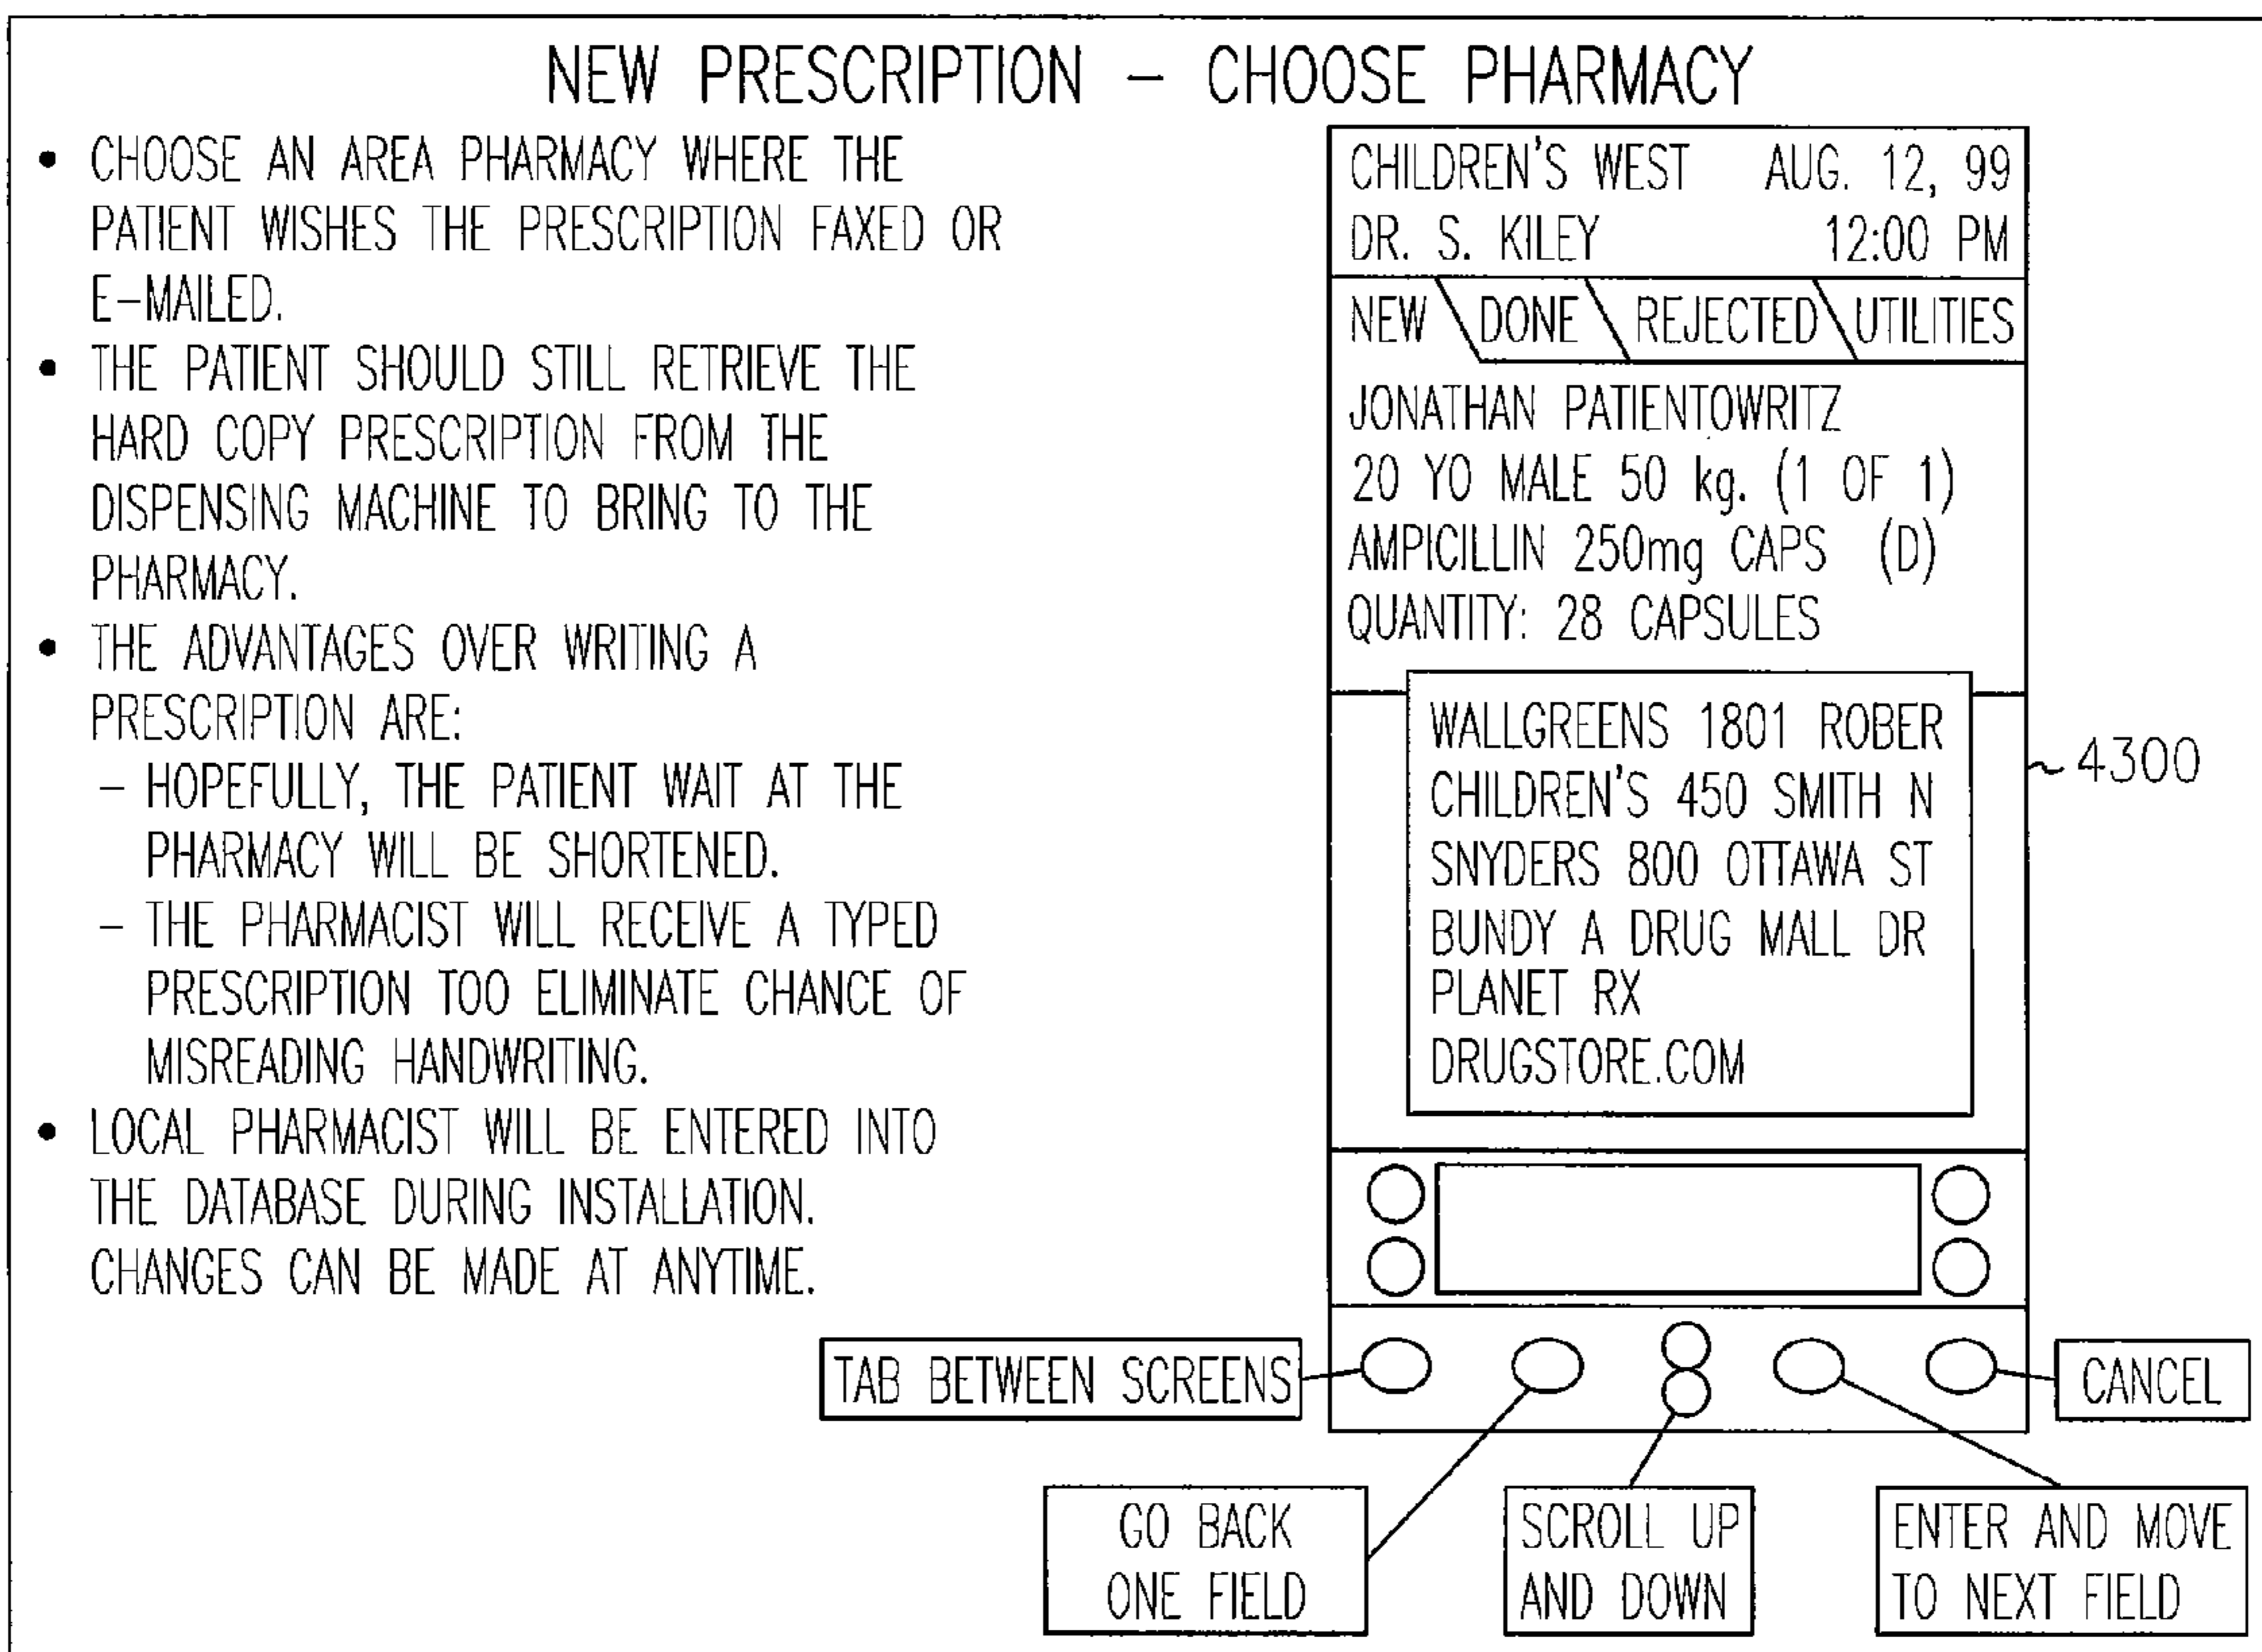 NEW PRESCRIPTION – CHOOSE PHARMACY
• CHOOSE AN AREA PHARMACY WHERE THE
PATIENT WISHES THE PRESCRIPTION FAXED OR
E–MAILED.
• THE PATIENT SHOULD STILL RETRIEVE THE
HARD COPY PRESCRIPTION FROM THE
DISPENSING MACHINE TO BRING TO THE
PHARMACY.
• THE ADVANTAGES OVER WRITING A
PRESCRIPTION ARE:
– HOPEFULLY, THE PATIENT WAIT AT THE
PHARMACY WILL BE SHORTENED.
– THE PHARMACIST WILL RECEIVE A TYPED
PRESCRIPTION TOO ELIMINATE CHANCE OF
MISREADING HANDWRITING.
• LOCAL PHARMACIST WILL BE ENTERED INTO
THE DATABASE DURING INSTALLATION.
CHANGES CAN BE MADE AT ANYTIME.
CHILDREN'S WEST AUG. 12, 99
DR. S. KILEY 12:00 PM
NEW DONE REJECTED UTILITIES
JONATHAN PATIENTOWRITZ
20 YO MALE 50 kg. (1 OF 1)
AMPICILLIN 250mg CAPS (D)
QUANTITY: 28 CAPSULES
WALLGREENS 1801 ROBER
CHILDREN'S 450 SMITH N
SNYDERS 800 OTTAWA ST
BUNDY A DRUG MALL DR
PLANET RX
DRUGSTORE.COM
4300
TAB BETWEEN SCREENS
CANCEL
GO BACK
ONE FIELD
SCROLL UP
AND DOWN
ENTER AND MOVE
TO NEXT FIELD